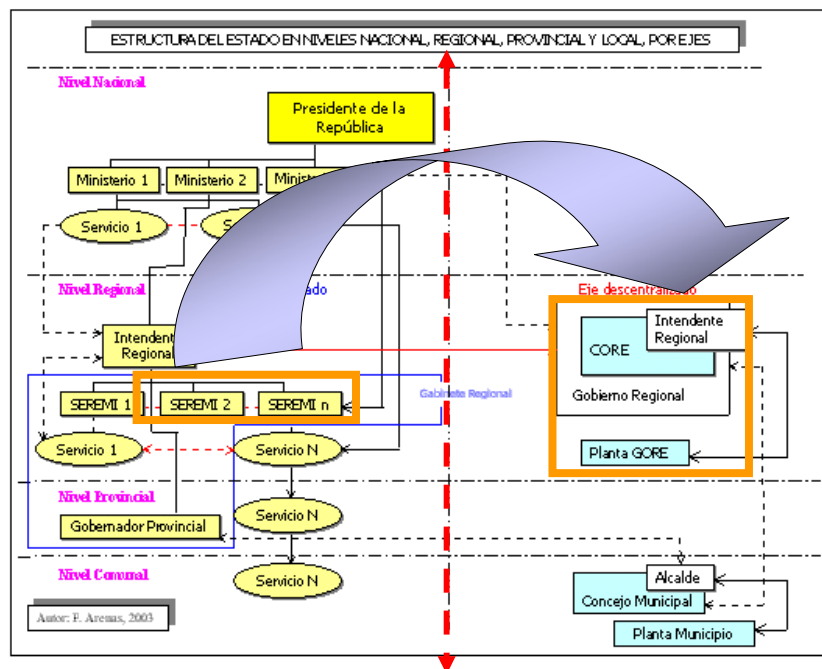 ESTRUCTURA DEL ESTADO EN NIVELES NACIONAL, REGIONAL, PROVINCIAL Y LOCAL, POR EJES
Nivel Nacional
Presidente de la
República
Ministerio 1
Ministerio 2
Servicio 1
Nivel Regional
Eje descentralizado
Intendente
Regional
CORE
Intendente
Regional
Gobierno Regional
SEREMI 1
SEREMI 2
SEREMI n
Gabinete Regional
Servicio 1
Servicio N
Planta GORE
Nivel Provincial
Gobernador Provincial
Servicio N
Nivel Comunal
Servicio N
Alcalde
Concejo Municipal
Planta Municipio
Autor: F. Arenas, 2003